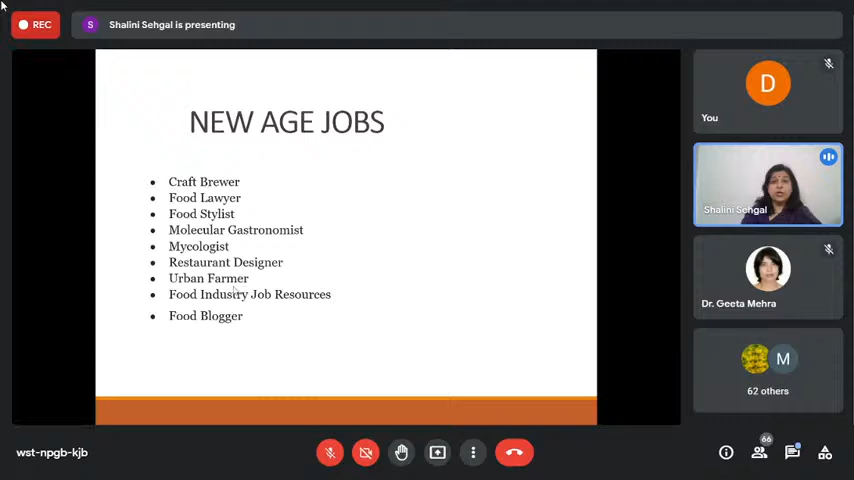 REC
S
Shalini Sehgal is presenting
NEW AGE JOBS
• Craft Brewer
• Food Lawyer
• Food Stylist
• Molecular Gastronomist
• Mycologist
• Restaurant Designer
• Urban Farmer
• Food Industry Job Resources
• Food Blogger
D
You
Shalini Sehgal
Dr. Geeta Mehra
M
62 others
wst-npgb-kjb
66